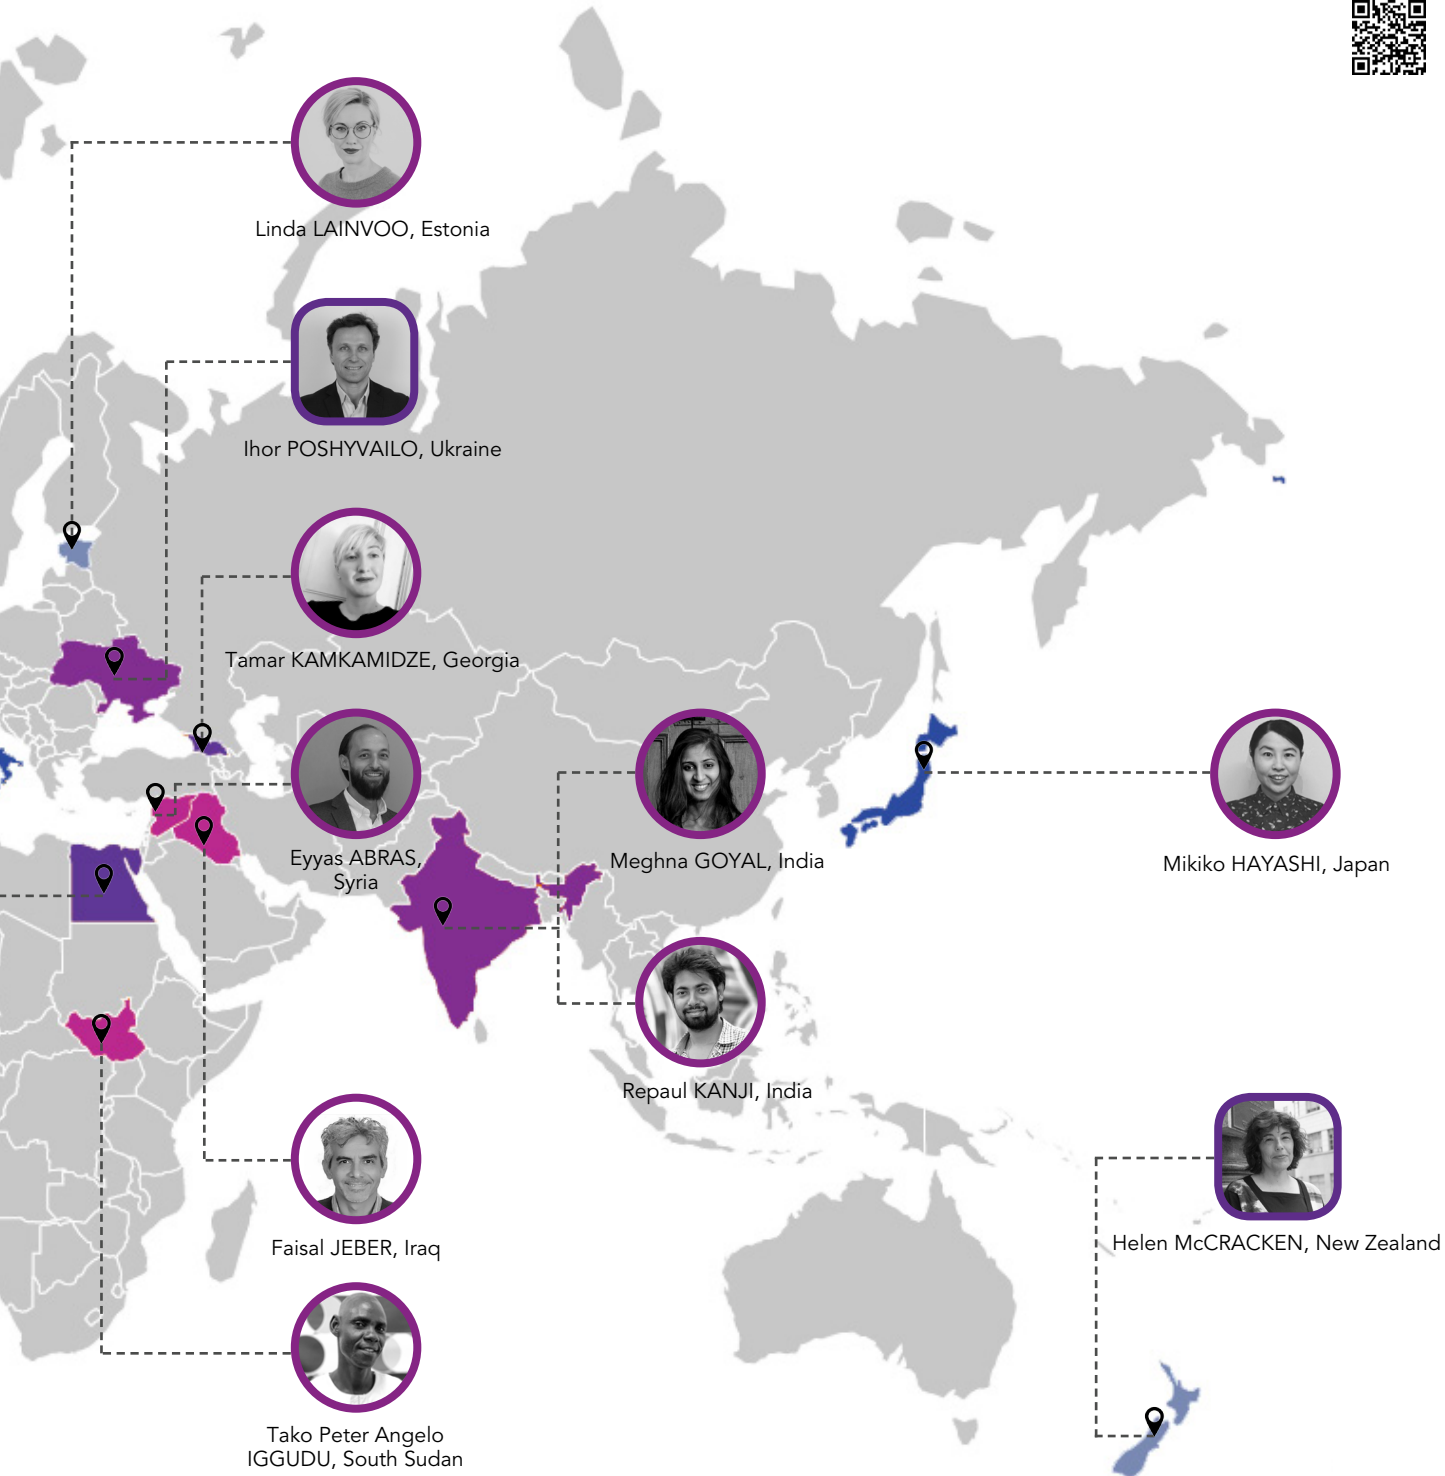 Linda LAINVOO, Estonia
Ihor POSHYVAILO, Ukraine
Tamar KAMKAMIDZE, Georgia
Eyyas ABRAS,
Syria
Meghna GOYAL, India
Mikiko HAYASHI, Japan
Repaul KANJI, India
Faisal JEBER, Iraq
Helen McCRACKEN, New Zealand
Tako Peter Angelo
IGGUDU, South Sudan